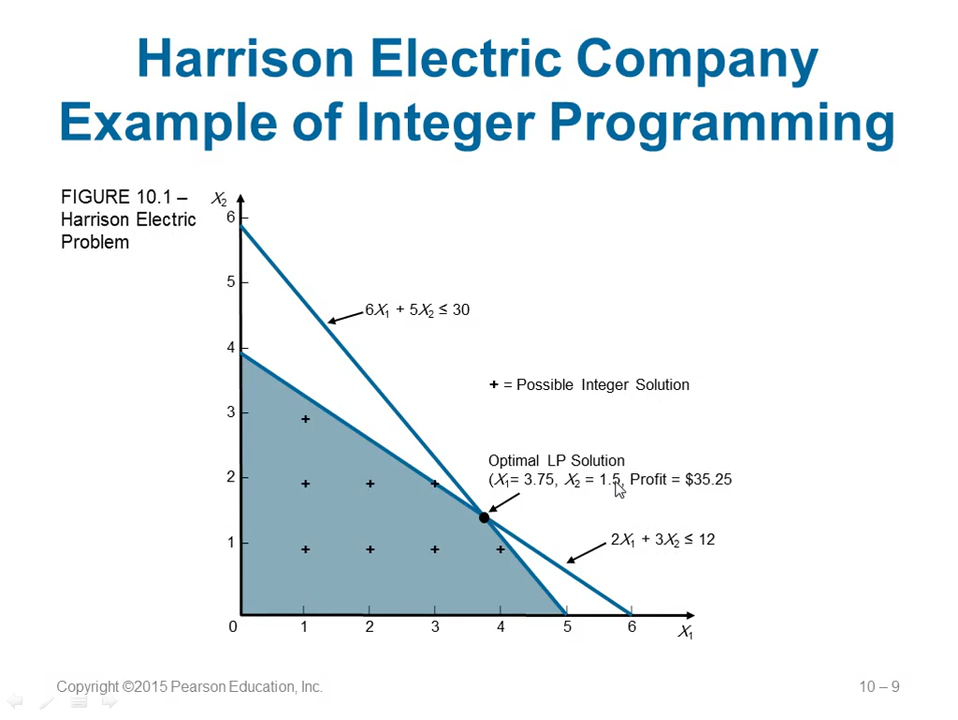 Harrison Electric Company
Example of Integer Programming
FIGURE 10.1 –
Harrison Electric
Problem
X₂
6
5
4
3
2
1
0
1
2
3
4
5
6
X₁
6X₁ + 5X₂ ≤ 30
+ = Possible Integer Solution
Optimal LP Solution
(X₁= 3.75, X₂ = 1.5, Profit = $35.25
2X₁ + 3X₂ ≤ 12
Copyright ©2015 Pearson Education, Inc.
10 – 9